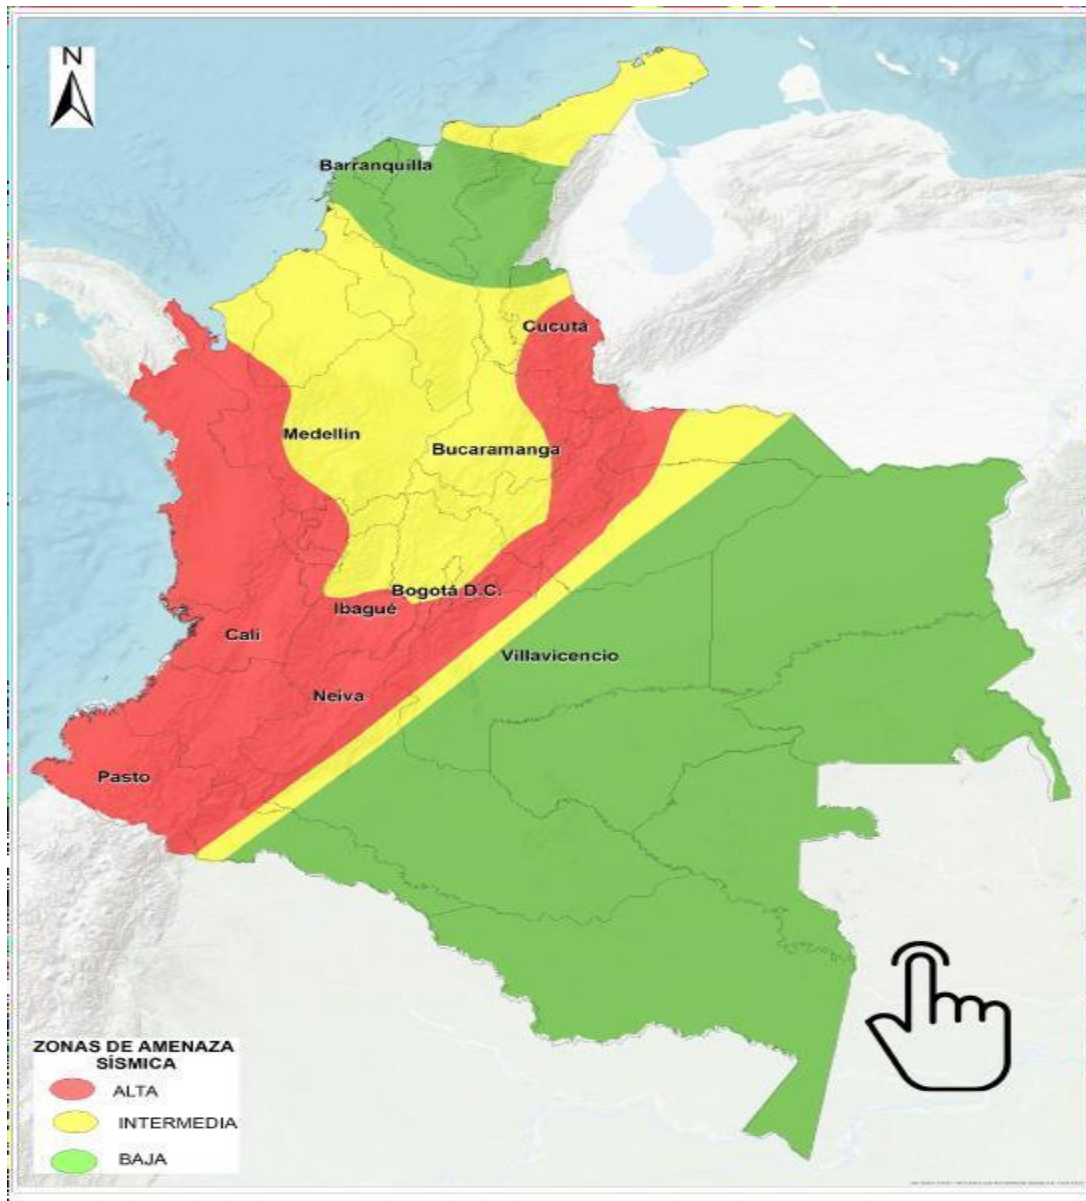 N
Barranquilla
Cucutá
Medellín
Bucaramanga
Bogotá D.C.
Ibagué
Cali
Villavicencio
Neiva
Pasto
ZONAS DE AMENAZA
SÍSMICA
ALTA
INTERMEDIA
BAJA